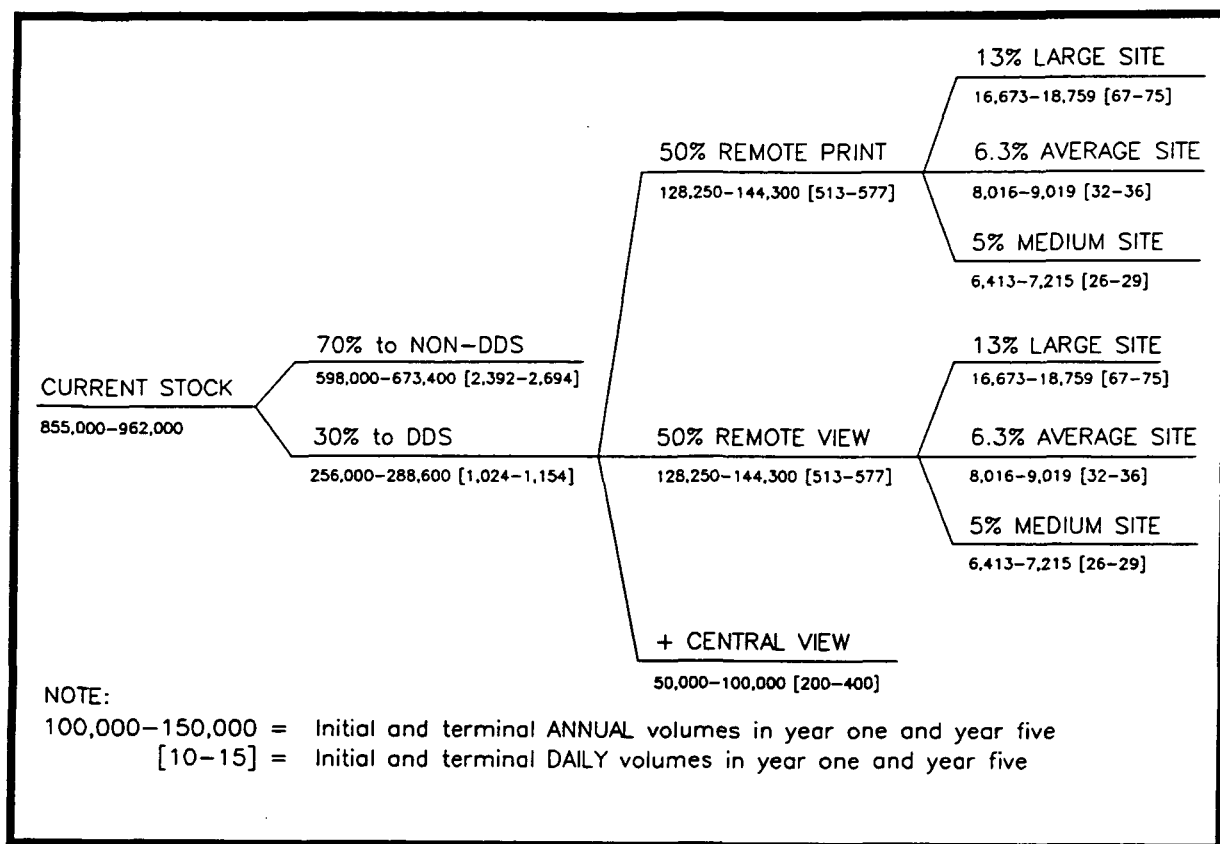 13% LARGE SITE
16,673–18,759 [67–75]
50% REMOTE PRINT
128,250–144,300 [513–577]
6.3% AVERAGE SITE
8,016–9,019 [32–36]
5% MEDIUM SITE
6,413–7,215 [26–29]
CURRENT STOCK
855,000–962,000
70% to NON–DDS
598,000–673,400 [2,392–2,694]
30% to DDS
256,000–288,600 [1,024–1,154]
13% LARGE SITE
16,673–18,759 [67–75]
50% REMOTE VIEW
128,250–144,300 [513–577]
6.3% AVERAGE SITE
8,016–9,019 [32–36]
5% MEDIUM SITE
6,413–7,215 [26–29]
+ CENTRAL VIEW
50,000–100,000 [200–400]
NOTE:
100,000–150,000 = Initial and terminal ANNUAL volumes in year one and year five
[10–15] = Initial and terminal DAILY volumes in year one and year five